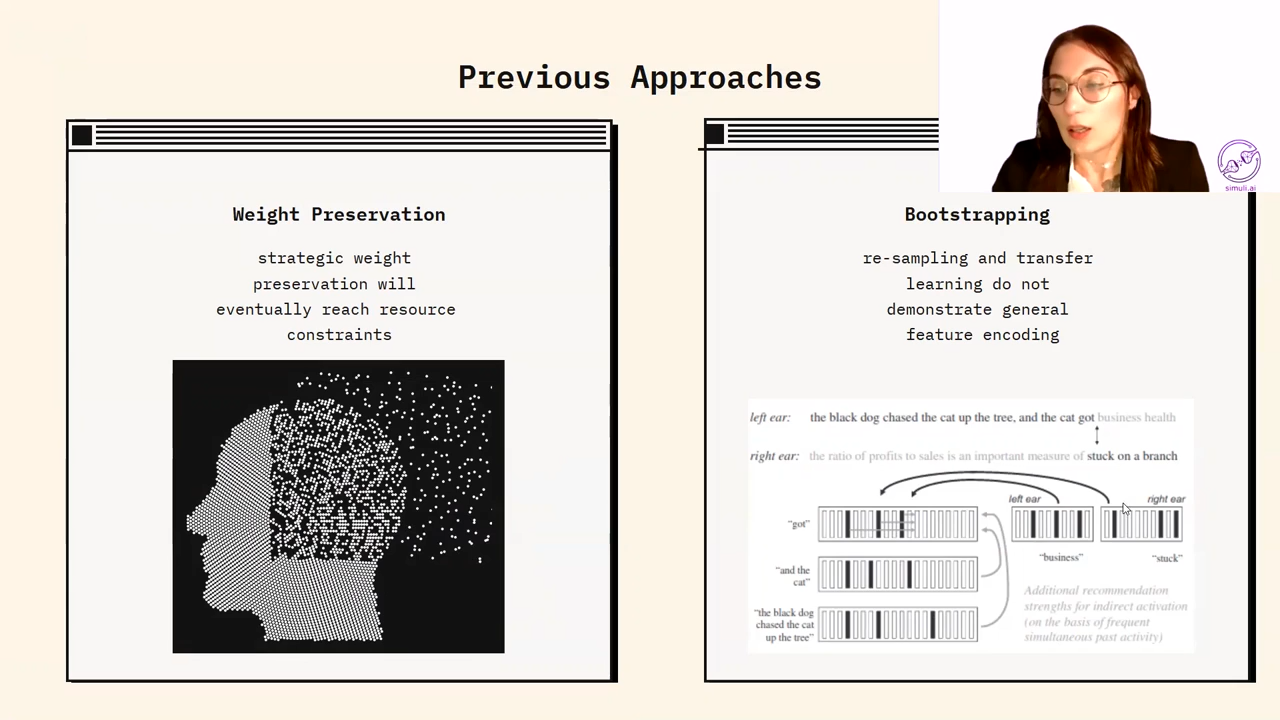 Previous Approaches
simuli.ai
Weight Preservation
strategic weight
preservation will
eventually reach resource
constraints
Bootstrapping
re-sampling and transfer
learning do not
demonstrate general
feature encoding
left ear: the black dog chased the cat up the tree, and the cat got business health
right ear: the ratio of profits to sales is an important measure of stuck on a branch
left ear
right ear
"got"
"business"
"stuck"
"and the
cat"
"the black dog
chased the cat
up the tree"
Additional recommendation
strengths for indirect activation
(on the basis of frequent
simultaneous past activity)